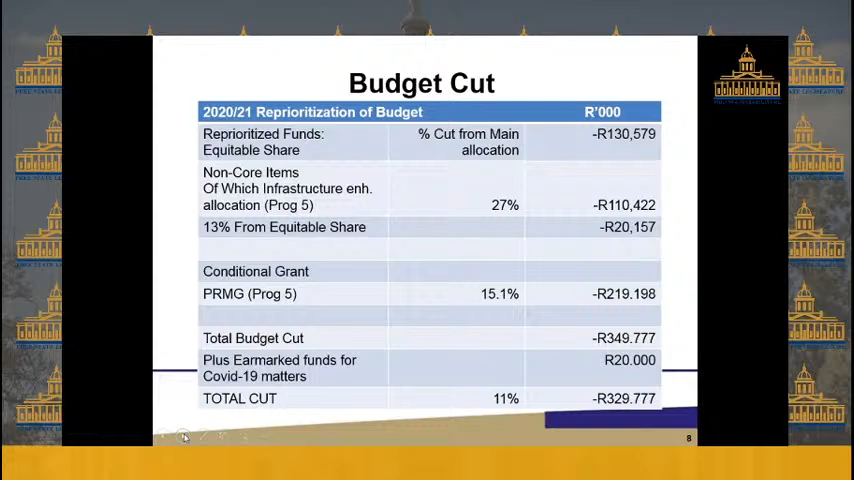 Budget Cut
2020/21 Reprioritization of Budget R'000
Reprioritized Funds: % Cut from Main -R130,579
Equitable Share allocation
Non-Core Items
Of Which Infrastructure enh.
allocation (Prog 5) 27% -R110,422
13% From Equitable Share -R20,157
Conditional Grant
PRMG (Prog 5) 15.1% -R219.198
Total Budget Cut -R349.777
Plus Earmarked funds for R20.000
Covid-19 matters
TOTAL CUT 11% -R329.777
8